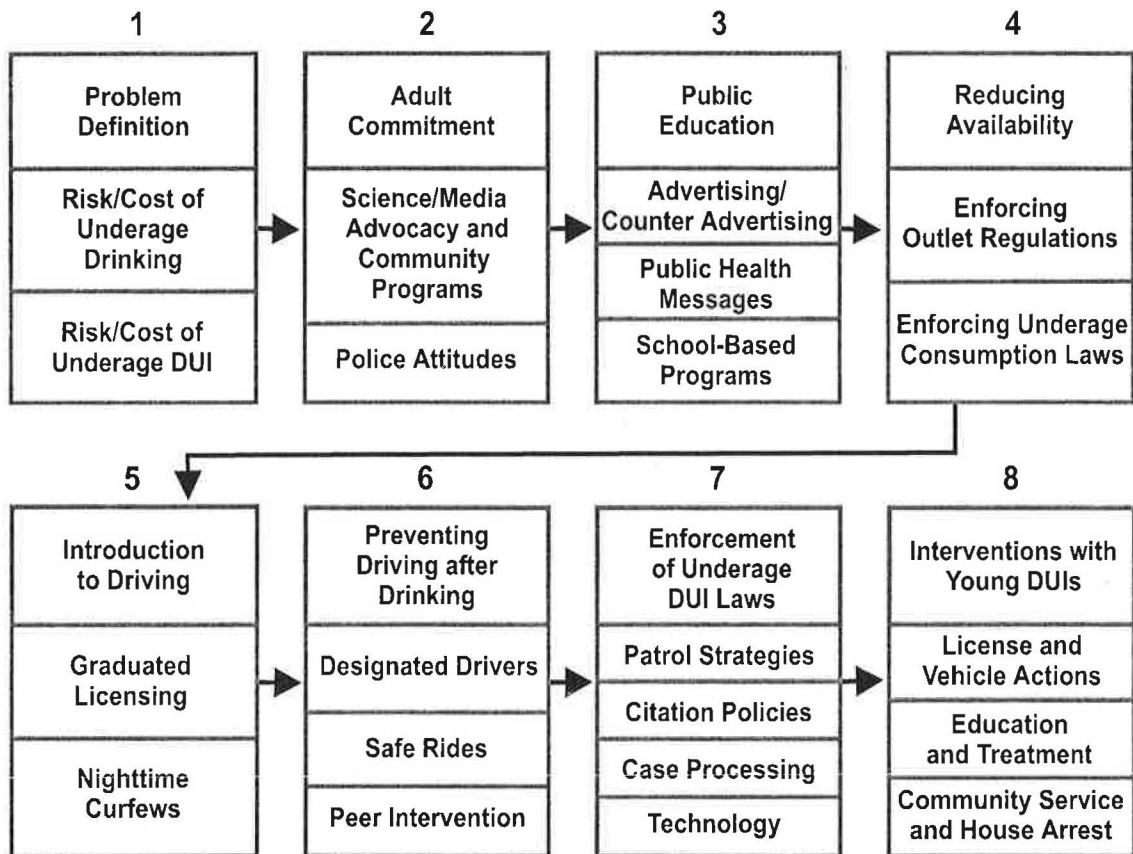 1
Problem
Definition
Risk/Cost of
Underage
Drinking
Risk/Cost of
Underage DUI
2
Adult
Commitment
Science/Media
Advocacy and
Community
Programs
Police Attitudes
3
Public
Education
Advertising/
Counter Advertising
Public Health
Messages
School-Based
Programs
4
Reducing
Availability
Enforcing
Outlet Regulations
Enforcing Underage
Consumption Laws
5
Introduction
to Driving
Graduated
Licensing
Nighttime
Curfews
6
Preventing
Driving after
Drinking
Designated Drivers
Safe Rides
Peer Intervention
7
Enforcement
of Underage
DUI Laws
Patrol Strategies
Citation Policies
Case Processing
Technology
8
Interventions with
Young DUIs
License and
Vehicle Actions
Education
and Treatment
Community Service
and House Arrest